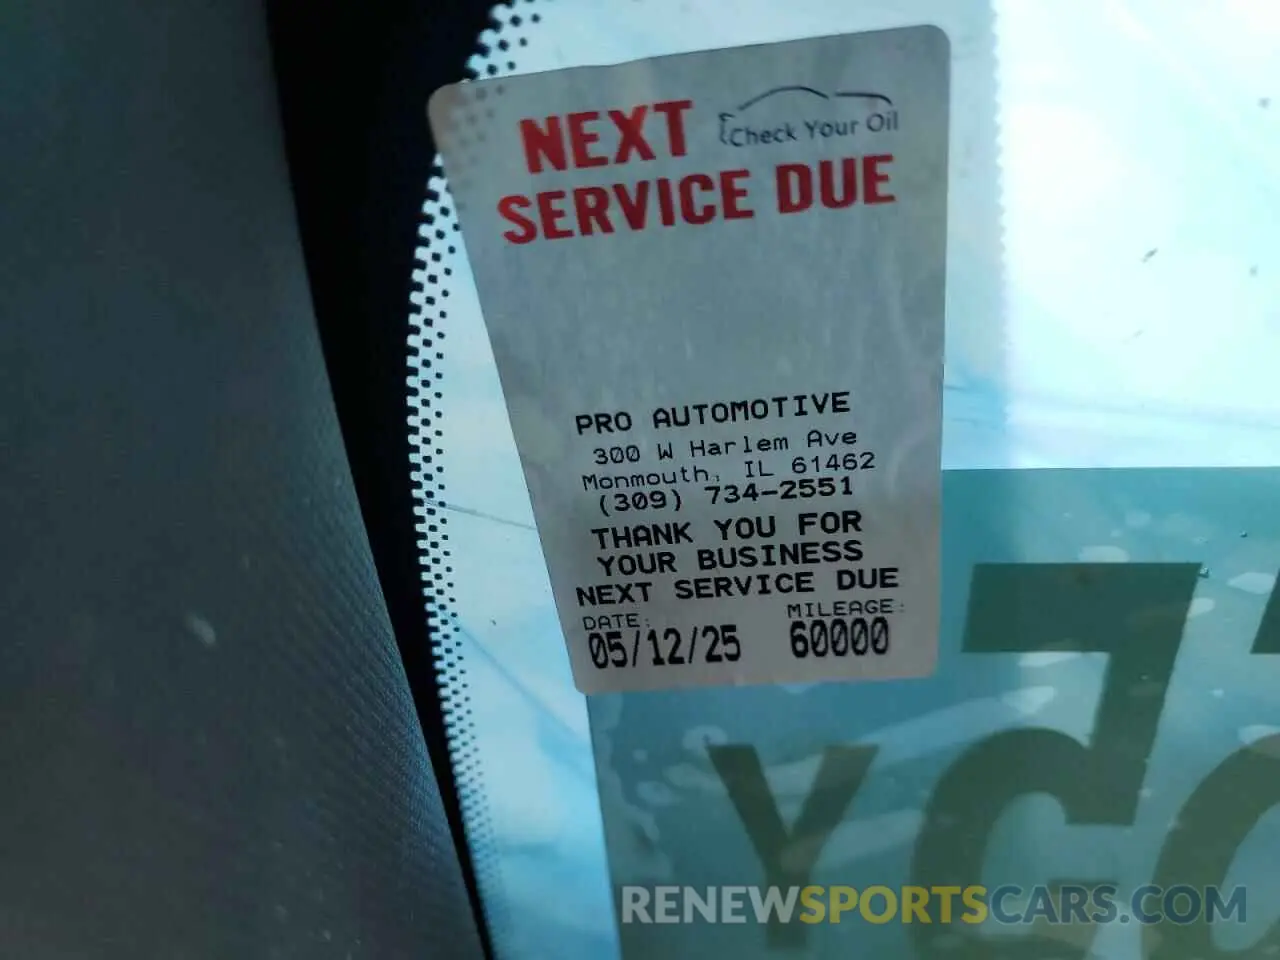 NEXT
Check Your Oil
SERVICE DUE
PRO AUTOMOTIVE
300 W Harlem Ave
Monmouth, IL 61462
(309) 734-2551
THANK YOU FOR
YOUR BUSINESS
NEXT SERVICE DUE
DATE: MILEAGE:
05/12/25 60000
RENEWSPORTSCARS.COM